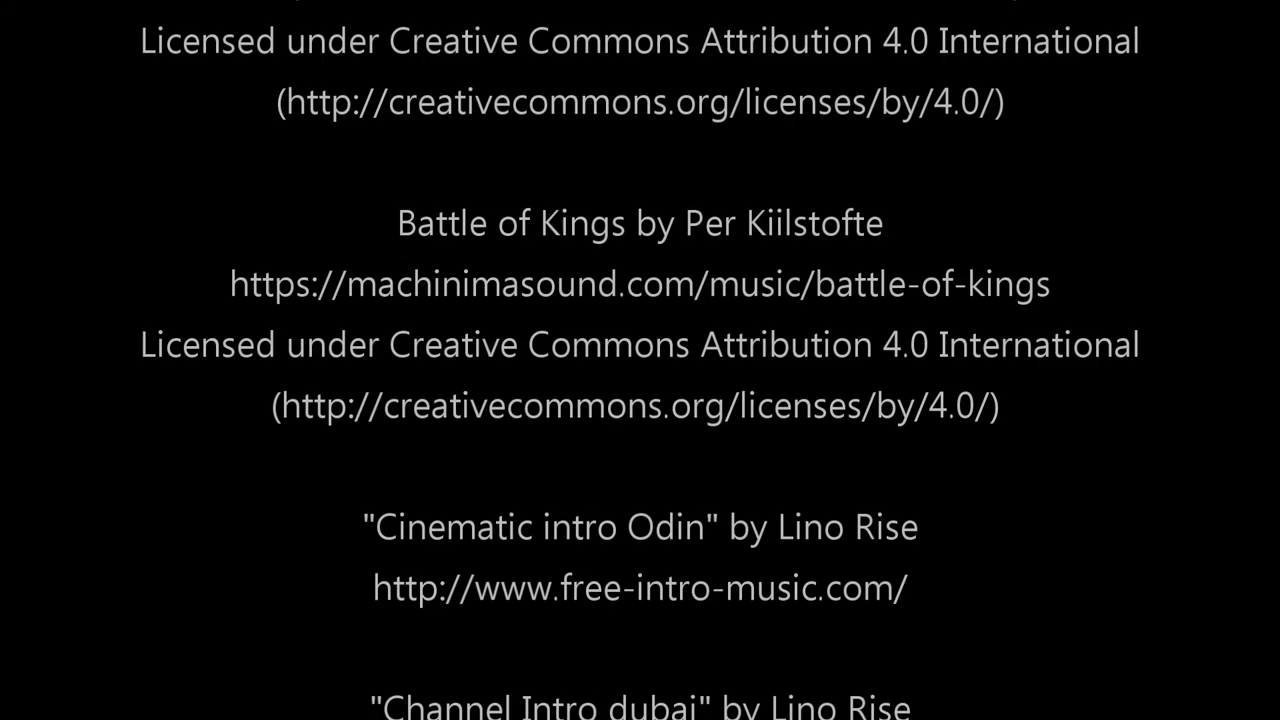 Licensed under Creative Commons Attribution 4.0 International
(http://creativecommons.org/licenses/by/4.0/)
Battle of Kings by Per Kiilstofte
https://machinimasound.com/music/battle-of-kings
Licensed under Creative Commons Attribution 4.0 International
(http://creativecommons.org/licenses/by/4.0/)
"Cinematic intro Odin" by Lino Rise
http://www.free-intro-music.com/
"Channel Intro dubai" by Lino Rise